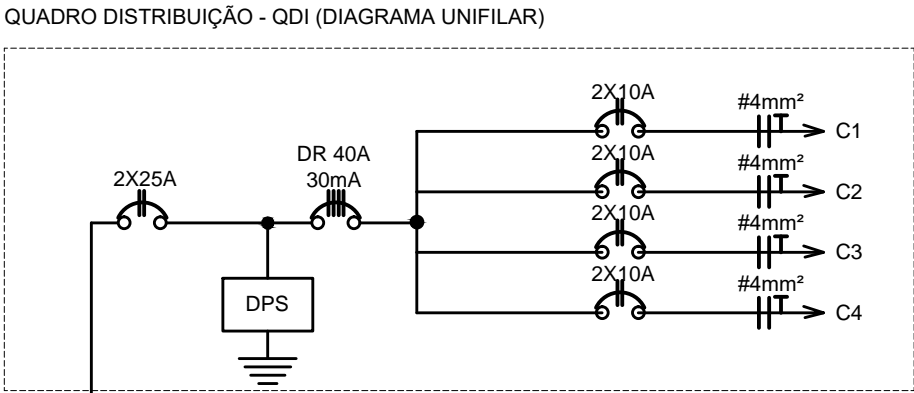 QUADRO DISTRIBUIÇÃO - QDI (DIAGRAMA UNIFILAR)
2X10A
#4mm²
C1
DR 40A
30mA
2X25A
2X10A
#4mm²
C2
2X10A
#4mm²
C3
2X10A
#4mm²
C4
DPS